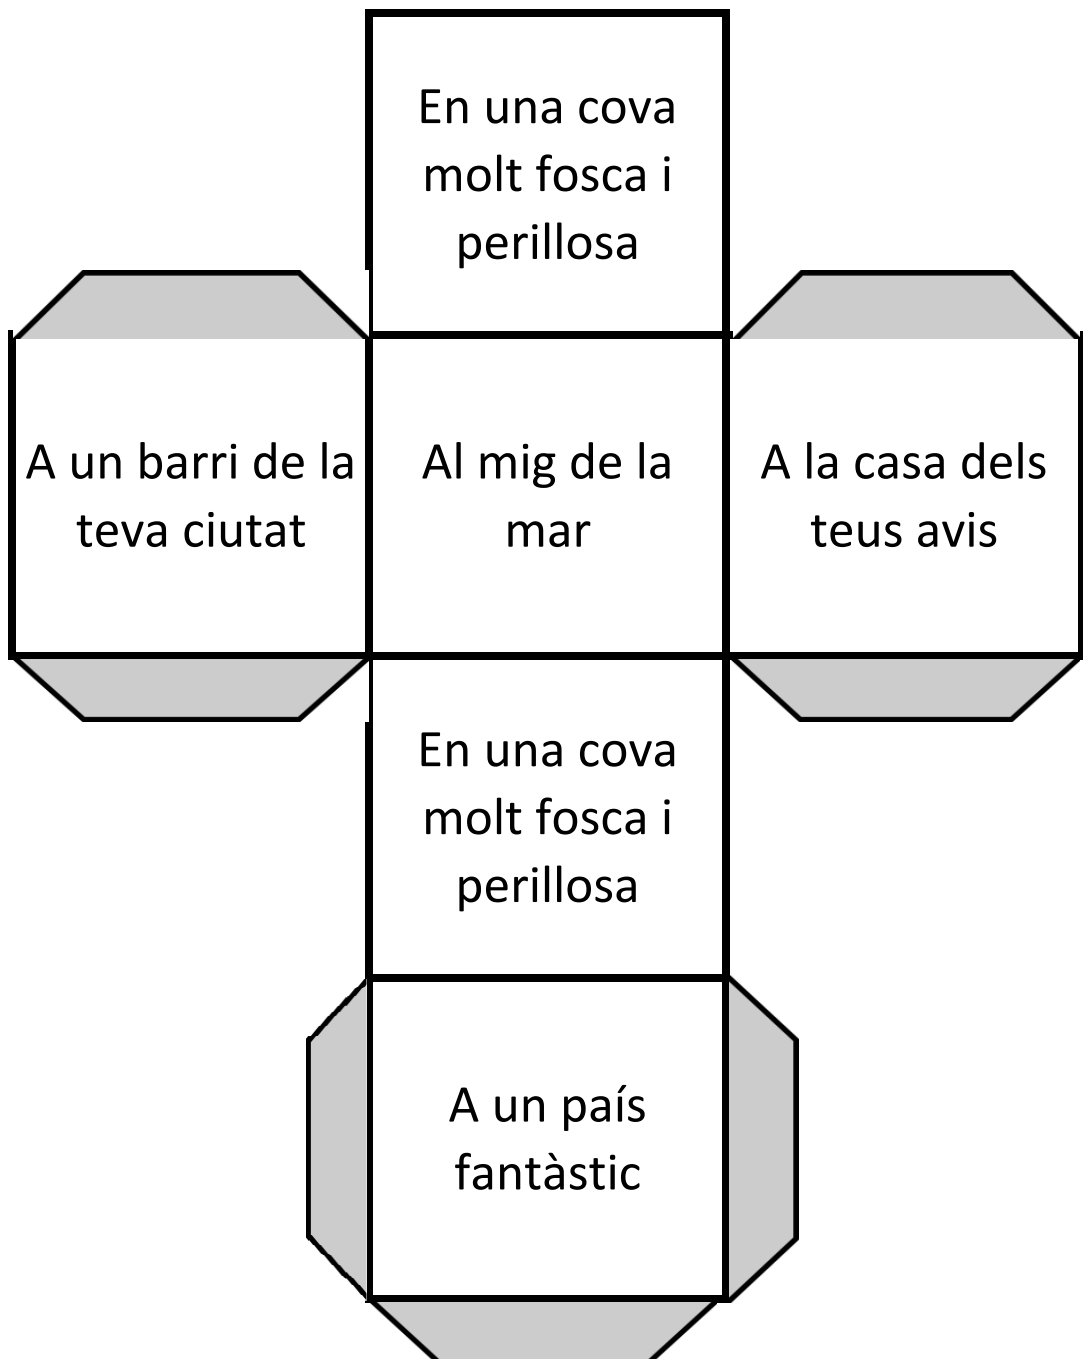 En una cova
molt fosca i
perillosa
A un barri de la
teva ciutat
Al mig de la
mar
A la casa dels
teus avis
En una cova
molt fosca i
perillosa
A un país
fantàstic